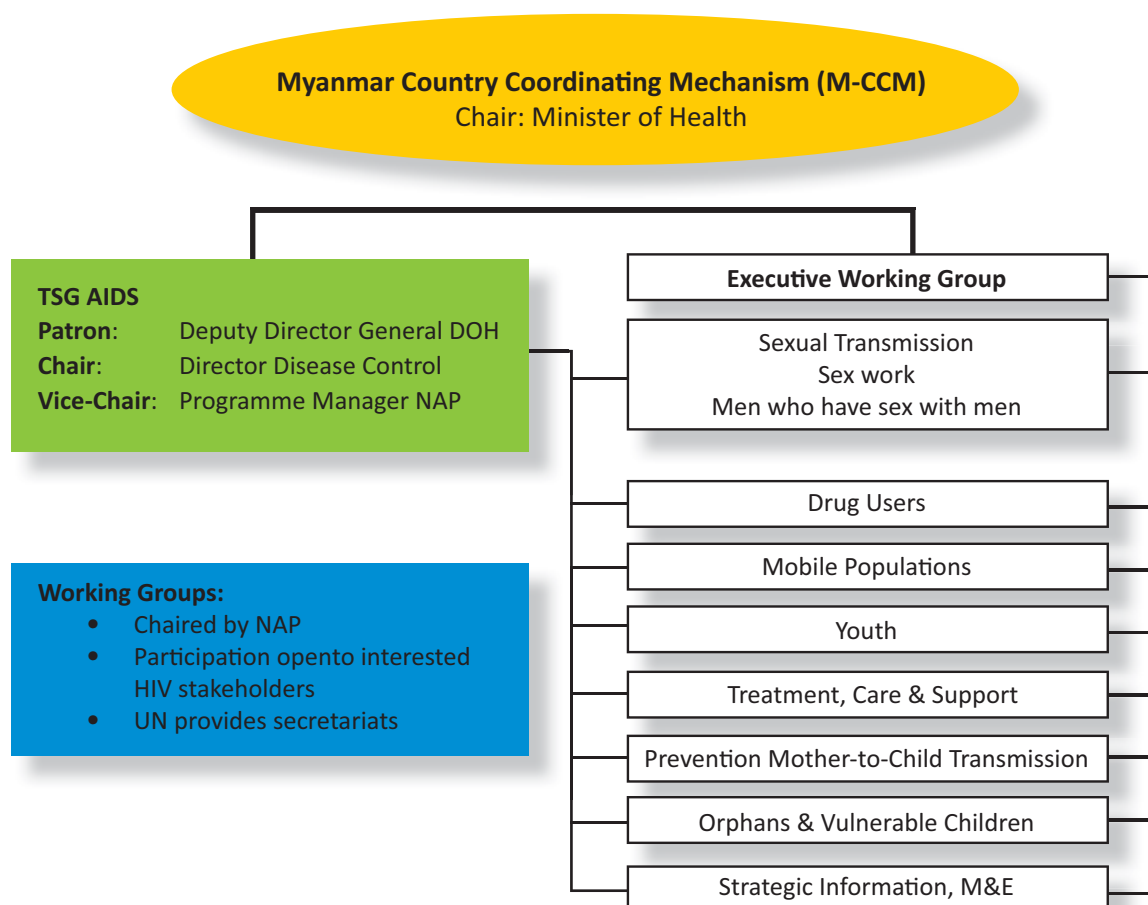 Myanmar Country Coordinating Mechanism (M-CCM)
Chair: Minister of Health
TSG AIDS
Patron: Deputy Director General DOH
Chair: Director Disease Control
Vice-Chair: Programme Manager NAP
Executive Working Group
Sexual Transmission
Sex work
Men who have sex with men
Drug Users
Mobile Populations
Youth
Treatment, Care & Support
Prevention Mother-to-Child Transmission
Orphans & Vulnerable Children
Strategic Information, M&E
Working Groups:
• Chaired by NAP
• Participation opento interested
HIV stakeholders
• UN provides secretariats